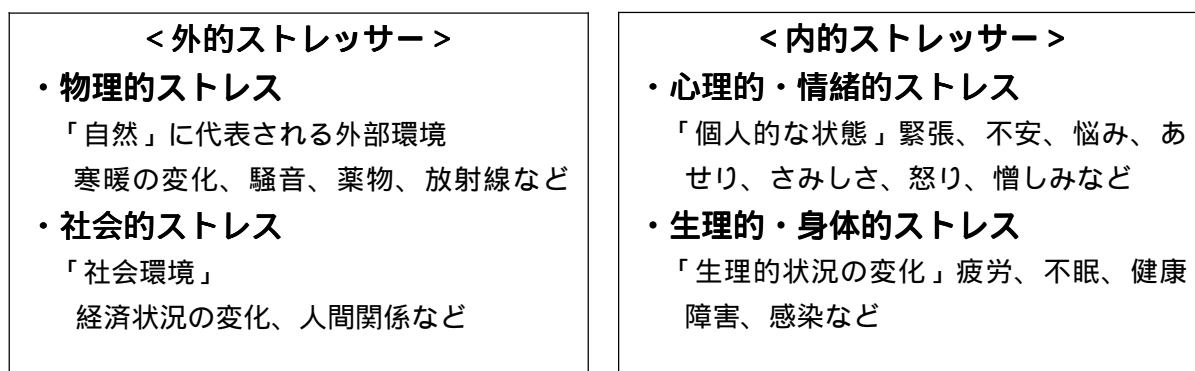 ＜外的ストレッサー＞
・物理的ストレス
「自然」に代表される外部環境
寒暖の変化、騒音、薬物、放射線など
・社会的ストレス
「社会環境」
経済状況の変化、人間関係など
＜内的ストレッサー＞
・心理的・情緒的ストレス
「個人的な状態」緊張、不安、悩み、あ
せり、さみしさ、怒り、憎しみなど
・生理的・身体的ストレス
「生理的状況の変化」疲労、不眠、健康
障害、感染など